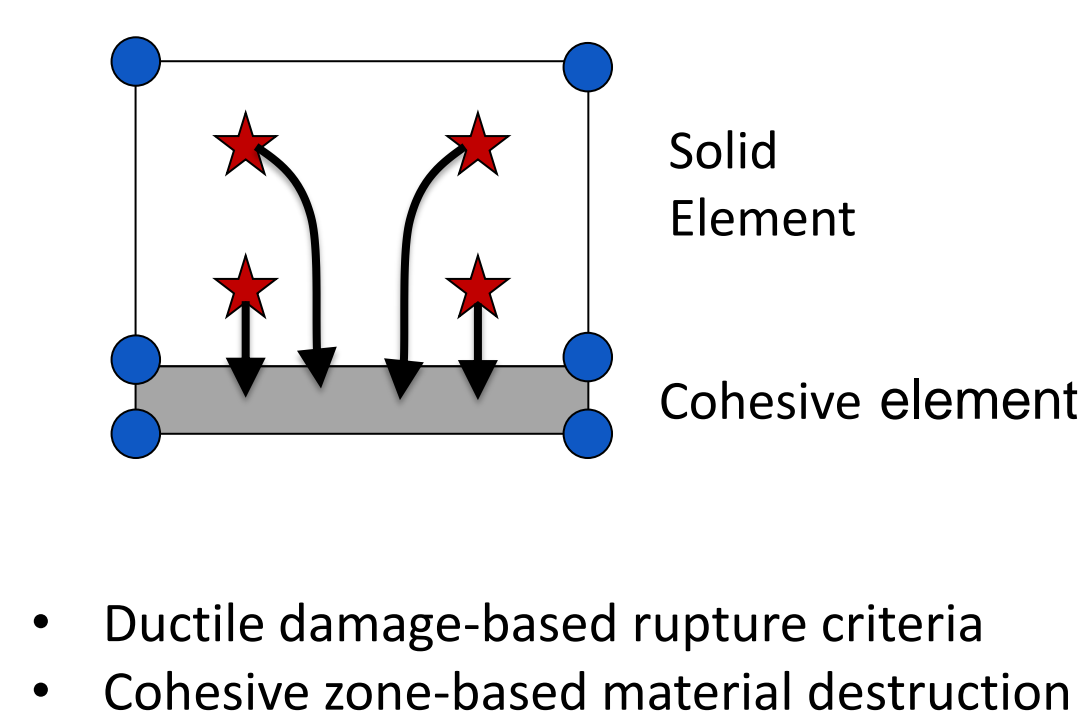 Solid
Element
Cohesive element
• Ductile damage-based rupture criteria
• Cohesive zone-based material destruction